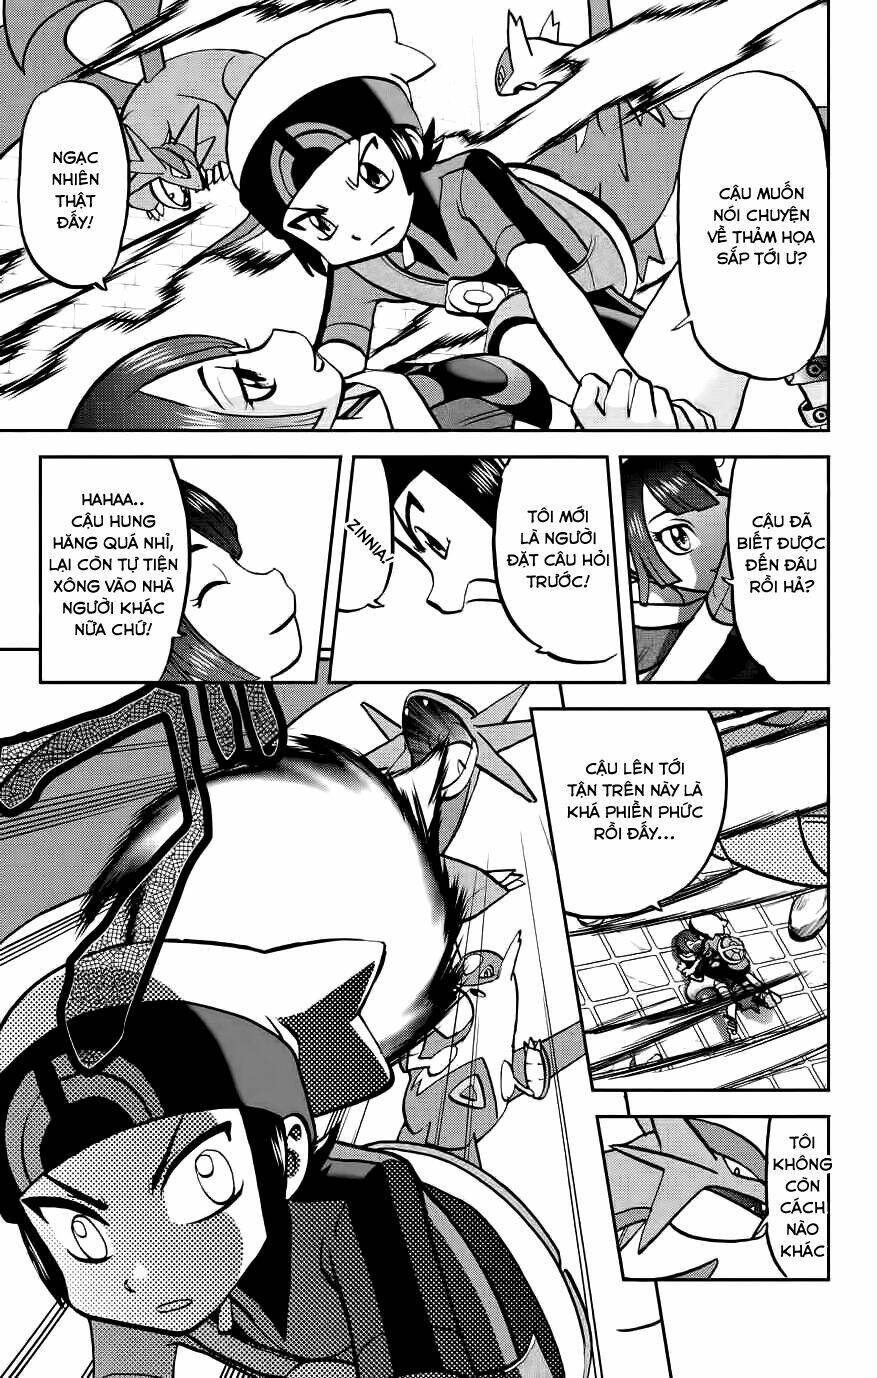 CẬU MUỐN
NÓI CHUYỆN
VỀ THẢM HỌA
SẮP TỚI Ư?
NGẠC
NHIÊN
THẬT
ĐẤY!
CẬU ĐÃ
BIẾT ĐƯỢC
ĐẾN ĐÂU
RỒI HẢ?
TÔI MỚI
LÀ NGƯỜI
ĐẶT CÂU HỎI
TRƯỚC!
ZINNIA!
HAHAA..
CẬU HUNG
HĂNG QUÁ NHỈ,
LẠI CÒN TỰ TIỆN
XÔNG VÀO NHÀ
NGƯỜI KHÁC
NỮA CHỨ!
CẬU LÊN TỚI
TẬN TRÊN NÀY LÀ
KHÁ PHIỀN PHỨC
RỒI ĐẤY...
TÔI
KHÔNG
CÒN
CÁCH
NÀO
KHÁC